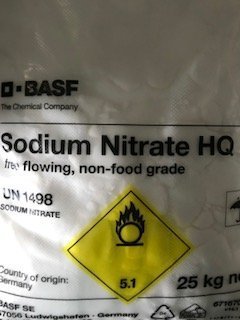 BASF
The Chemical Company
Sodium Nitrate HQ
free flowing, non-food grade
UN 1498
SODIUM NITRATE
5.1
Country of origin:
Germany
25 kg
BASF SE
67056 Ludwigshafen - Germany